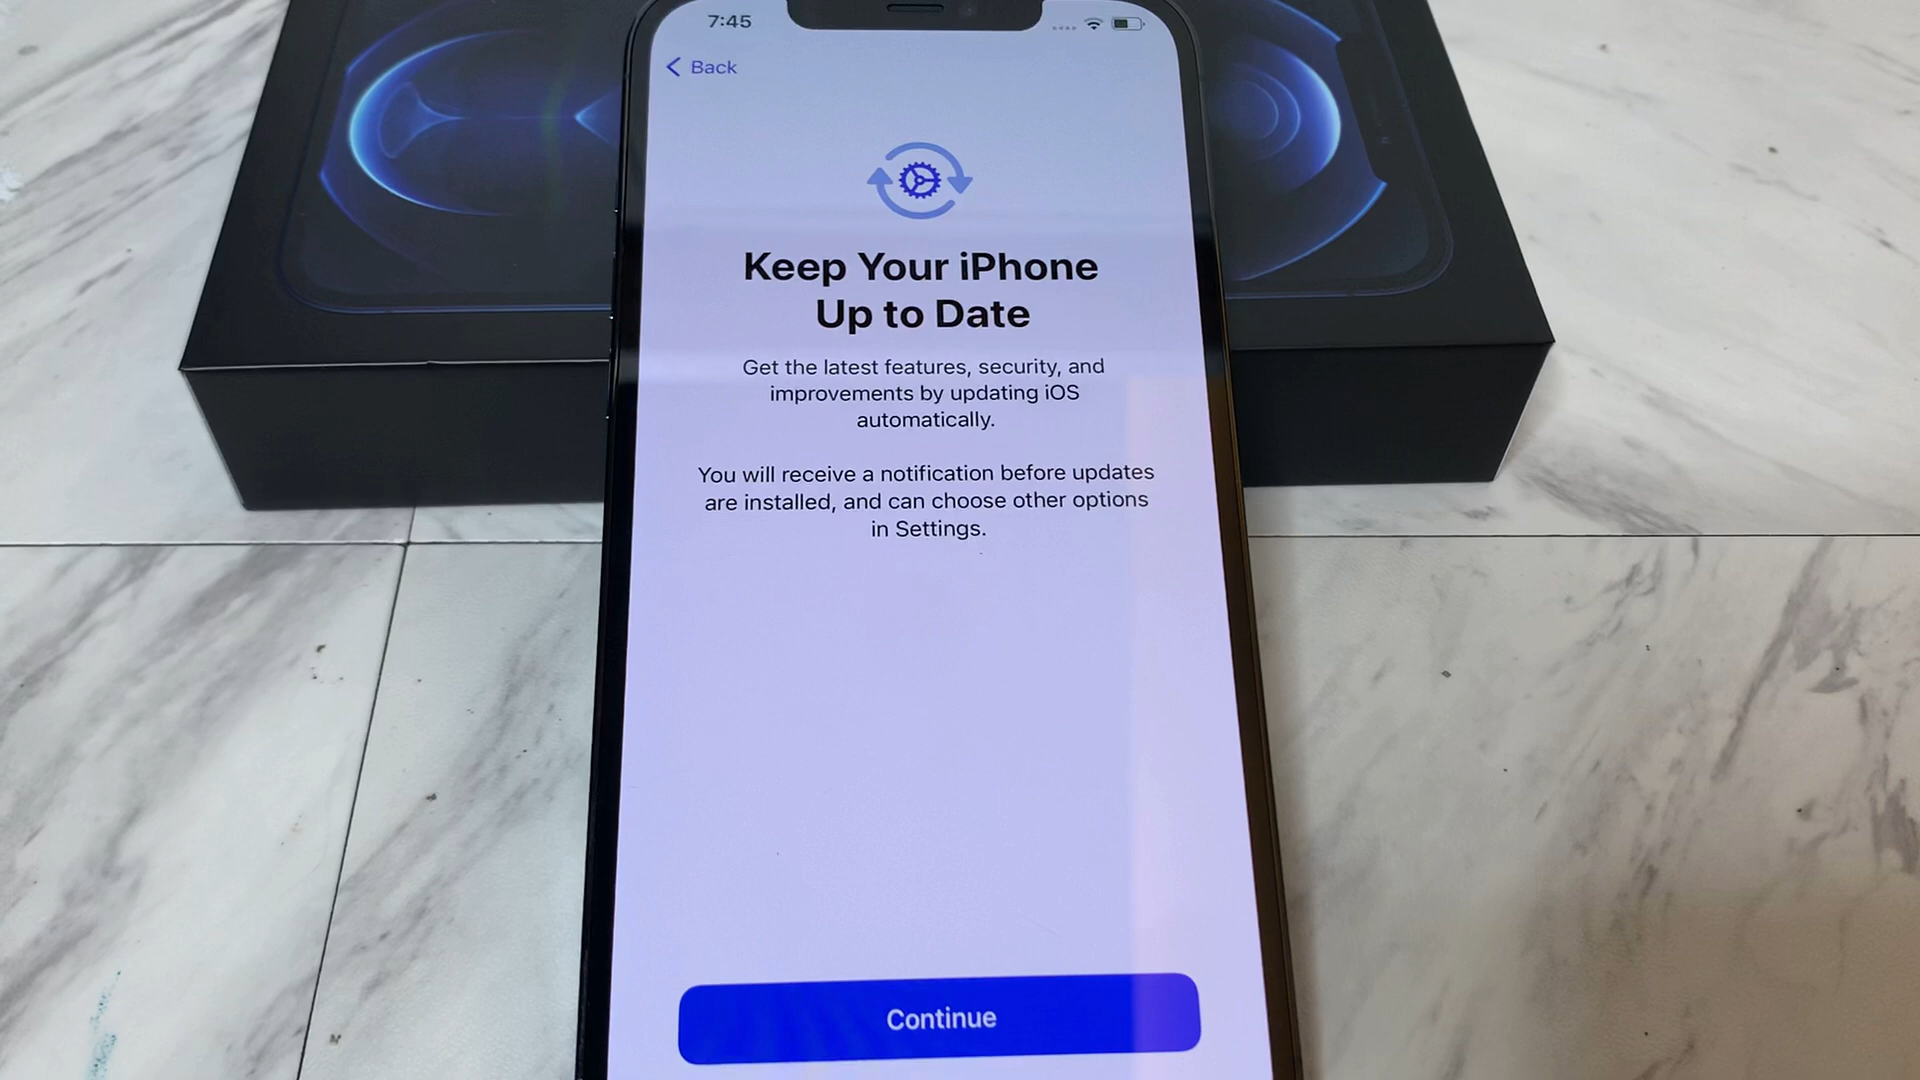 7:45
Back
Keep Your iPhone
Up to Date
Get the latest features, security, and
improvements by updating iOS
automatically.
You will receive a notification before updates
are installed, and can choose other options
in Settings.
Continue